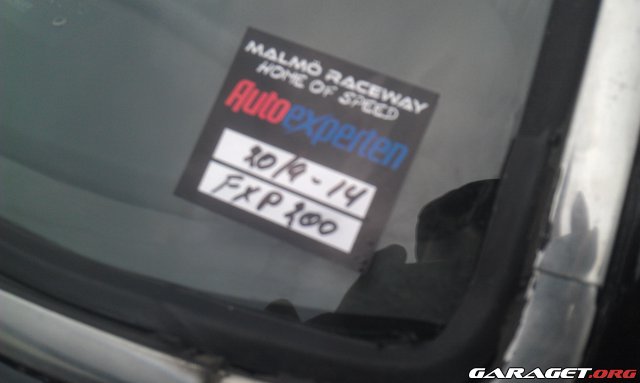 MALMÖ RACEWAY
HOME OF SPEED
Autoexperten
20/9-14
FXP 200
GARAGET.ORG